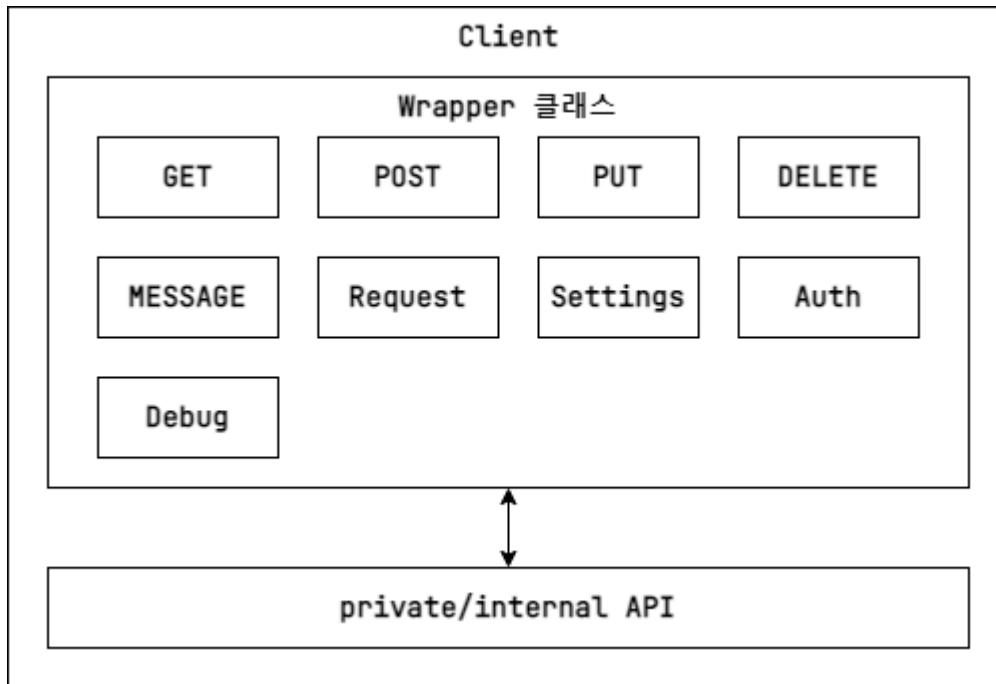 Client
Wrapper 클래스
GET POST PUT DELETE
MESSAGE Request Settings Auth
Debug
private/internal API